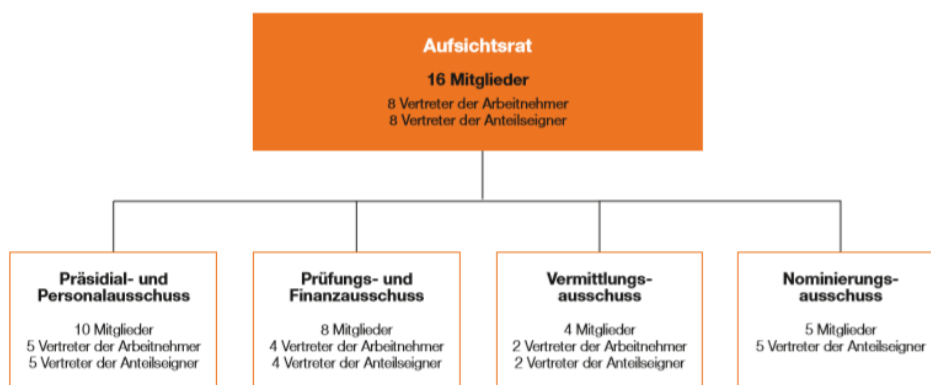 Aufsichtsrat
16 Mitglieder
8 Vertreter der Arbeitnehmer
8 Vertreter der Anteilseigner
Präsidial- und
Personalausschuss
10 Mitglieder
5 Vertreter der Arbeitnehmer
5 Vertreter der Anteilseigner
Prüfungs- und
Finanzausschuss
8 Mitglieder
4 Vertreter der Arbeitnehmer
4 Vertreter der Anteilseigner
Vermittlungs-
ausschuss
4 Mitglieder
2 Vertreter der Arbeitnehmer
2 Vertreter der Anteilseigner
Nominierungs-
ausschuss
5 Mitglieder
5 Vertreter der Anteilseigner